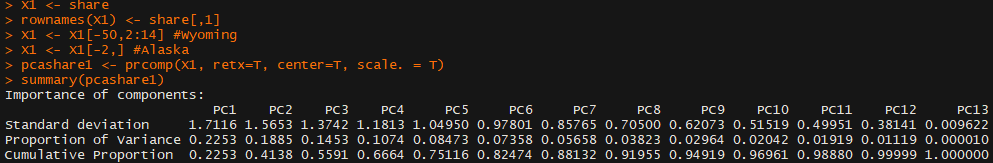 > X1 <- share
> rownames(X1) <- share[,1]
> X1 <- X1[-50,2:14] #Wyoming
> X1 <- X1[-2,] #Alaska
> pcashare1 <- prcomp(X1, retx=T, center=T, scale. = T)
> summary(pcashare1)
Importance of components:
PC1 PC2 PC3 PC4 PC5 PC6 PC7 PC8 PC9 PC10 PC11 PC12 PC13
Standard deviation 1.7116 1.5653 1.3742 1.1813 1.04950 0.97801 0.85765 0.70500 0.62073 0.51519 0.49951 0.38141 0.009622
Proportion of Variance 0.2253 0.1885 0.1453 0.1074 0.08473 0.07358 0.05658 0.03823 0.02964 0.02042 0.01919 0.01119 0.000010
Cumulative Proportion 0.2253 0.4138 0.5591 0.6664 0.75116 0.82474 0.88132 0.91955 0.94919 0.96961 0.98880 0.99999 1.000000